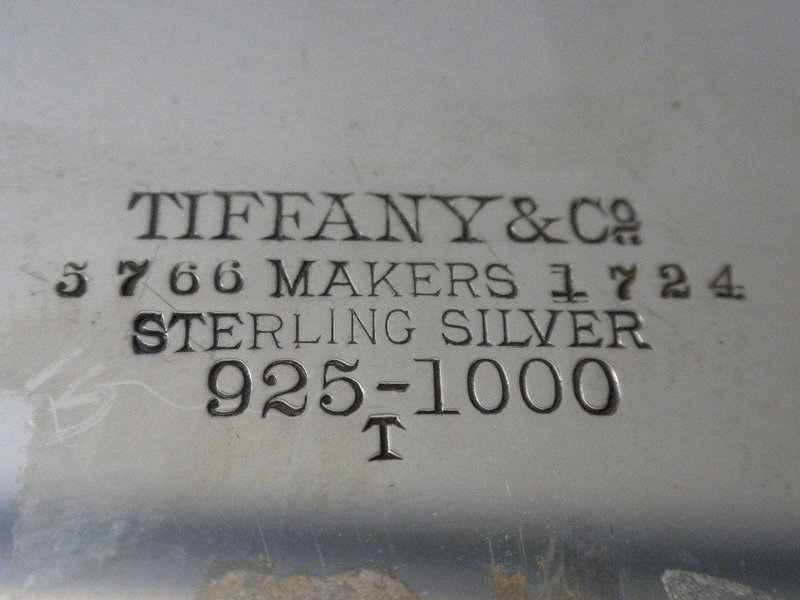 TIFFANY & Cº
5766 MAKERS 1724
STERLING SILVER
925-1000
T